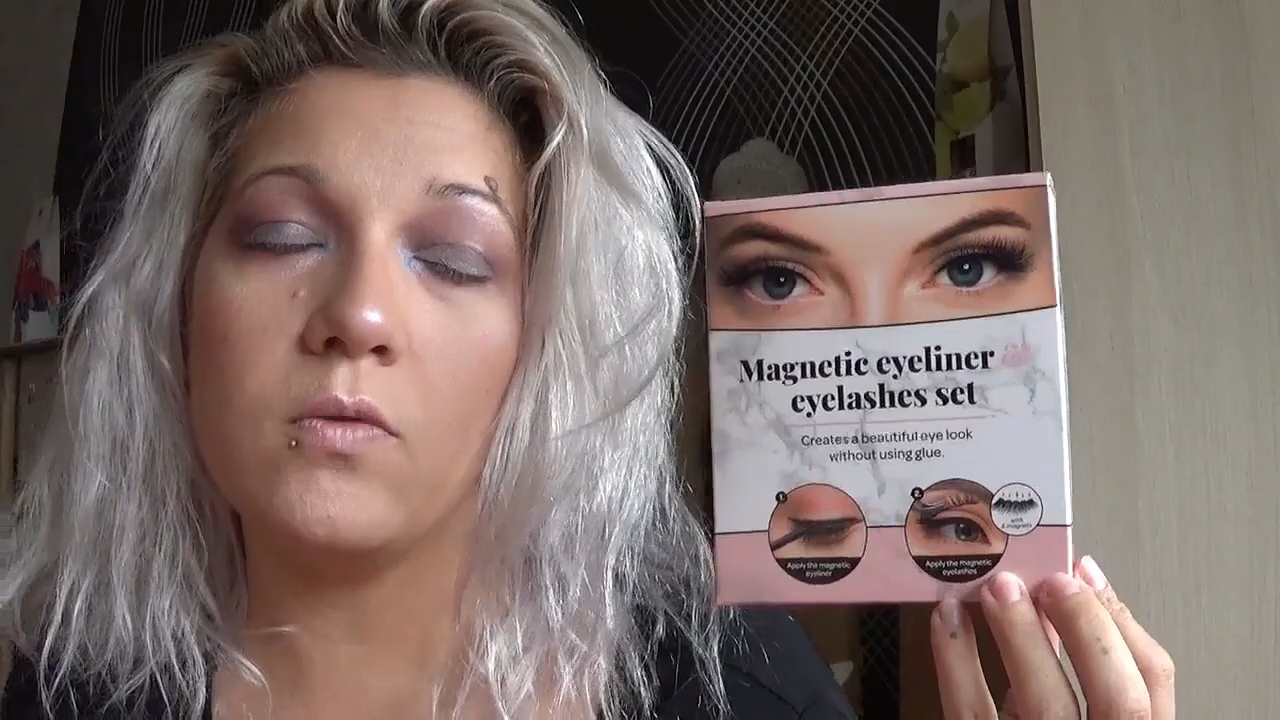 Magnetic eyeliner
eyelashes set
Creates a beautiful eye look
without using glue.
1
Apply the magnetic
eyeliner
2.
with
Apply the magnetic
eyelashes